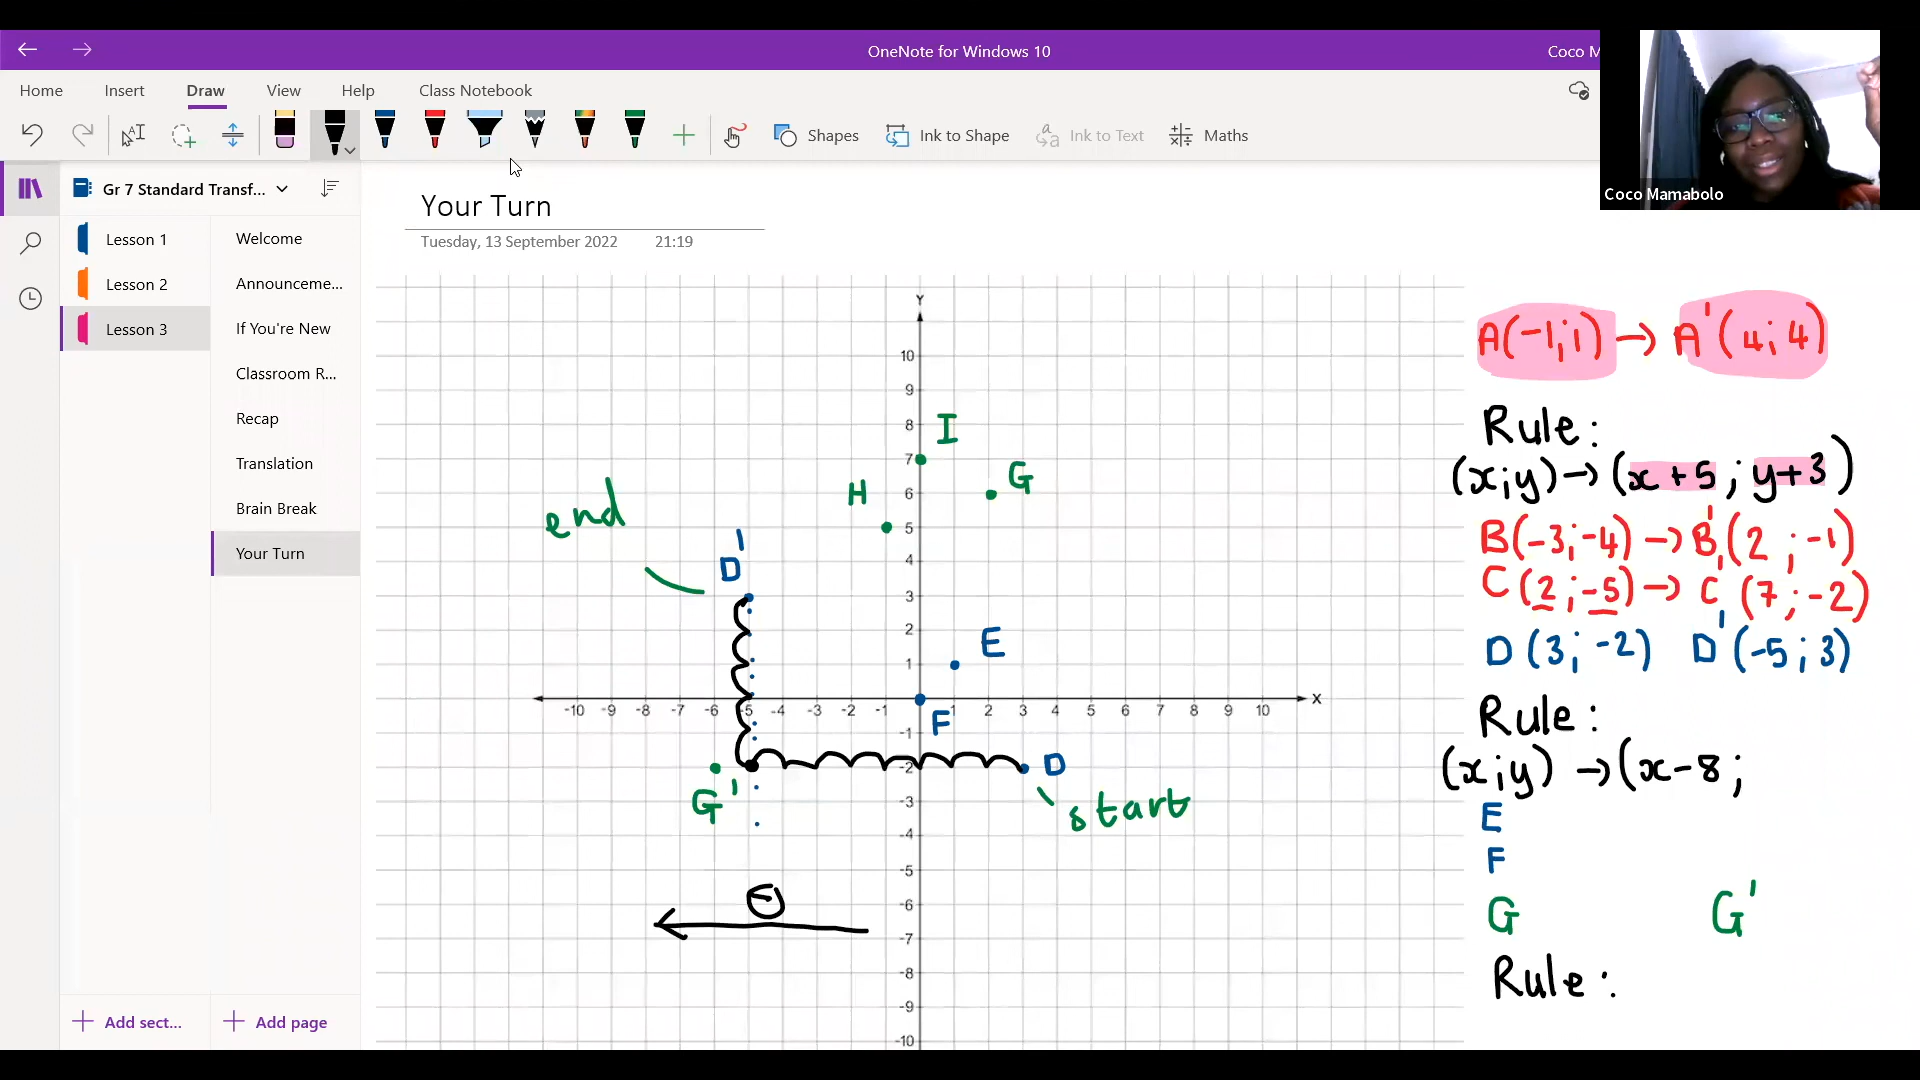 OneNote for Windows 10
Coco M
Home Insert Draw View Help Class Notebook
Shapes Ink to Shape Ink to Text Maths
Coco Mamabolo
Gr 7 Standard Transf...
Lesson 1
Lesson 2
Lesson 3
Welcome
Announceme...
If You're New
Classroom R...
Recap
Translation
Brain Break
Your Turn
Add sect...
Add page
Your Turn
Tuesday, 13 September 2022 21:19
Y
10
9
8
7
6
5
4
3
2
1
-10 -9 -8 -7 -6 -5 -4 -3 -2 -1 0 1 2 3 4 5 6 7 8 9 10 X
-1
-2
-3
-4
-5
-6
-7
-8
-9
-10
I
G
H
end
D'
E
F
D
G'
start
A(-1;1) → A'(4;4)
Rule:
(x;y) → (x+5 ; y+3)
B(-3;-4) → B'(2 ; -1)
C(2;-5) → C'(7;-2)
D(3;-2) D'(-5;3)
Rule:
(x;y) → (x-8;
E
F
G G'
Rule: